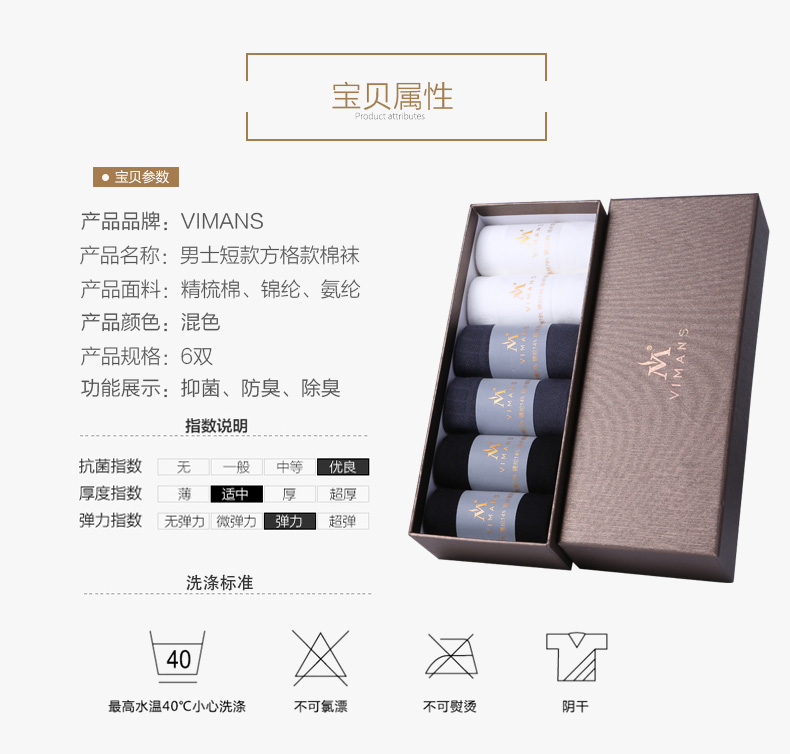 宝贝属性
Product attributes
宝贝参数
产品品牌：VIMANS
产品名称：男士短款方格款棉袜
产品面料：精梳棉、锦纶、氨纶
产品颜色：混色
产品规格：6双
功能展示：抑菌、防臭、除臭
指数说明
抗菌指数 无 一般 中等 优良
厚度指数 薄 适中 厚 超厚
弹力指数 无弹力 微弹力 弹力 超弹
VIMANS
VIMANS
VIMANS
VIMANS
VIMANS
VIMANS
VIMANS
洗涤标准
40
最高水温40℃小心洗涤
不可氯漂
不可熨烫
阴干